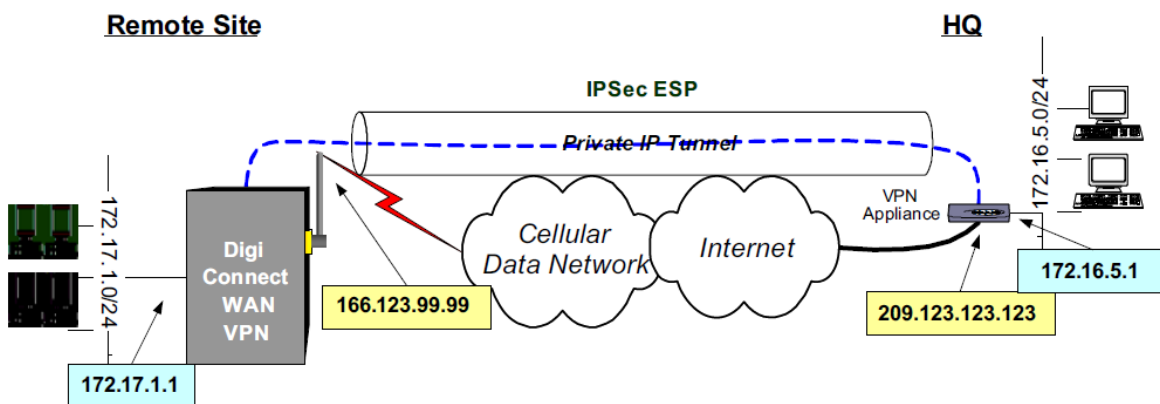 Remote Site
HQ
IPSec ESP
Private IP Tunnel
172.16.5.0/24
172.17.1.0/24
Digi
Connect
WAN
VPN
Cellular
Data Network
Internet
VPN
Appliance
166.123.99.99
209.123.123.123
172.16.5.1
172.17.1.1